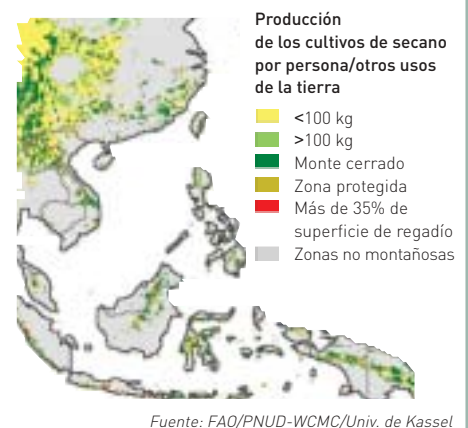 Producción
de los cultivos de secano
por persona/otros usos
de la tierra
<100 kg
>100 kg
Monte cerrado
Zona protegida
Más de 35% de
superficie de regadío
Zonas no montañosas
Fuente: FAO/PNUD-WCMC/Univ. de Kassel